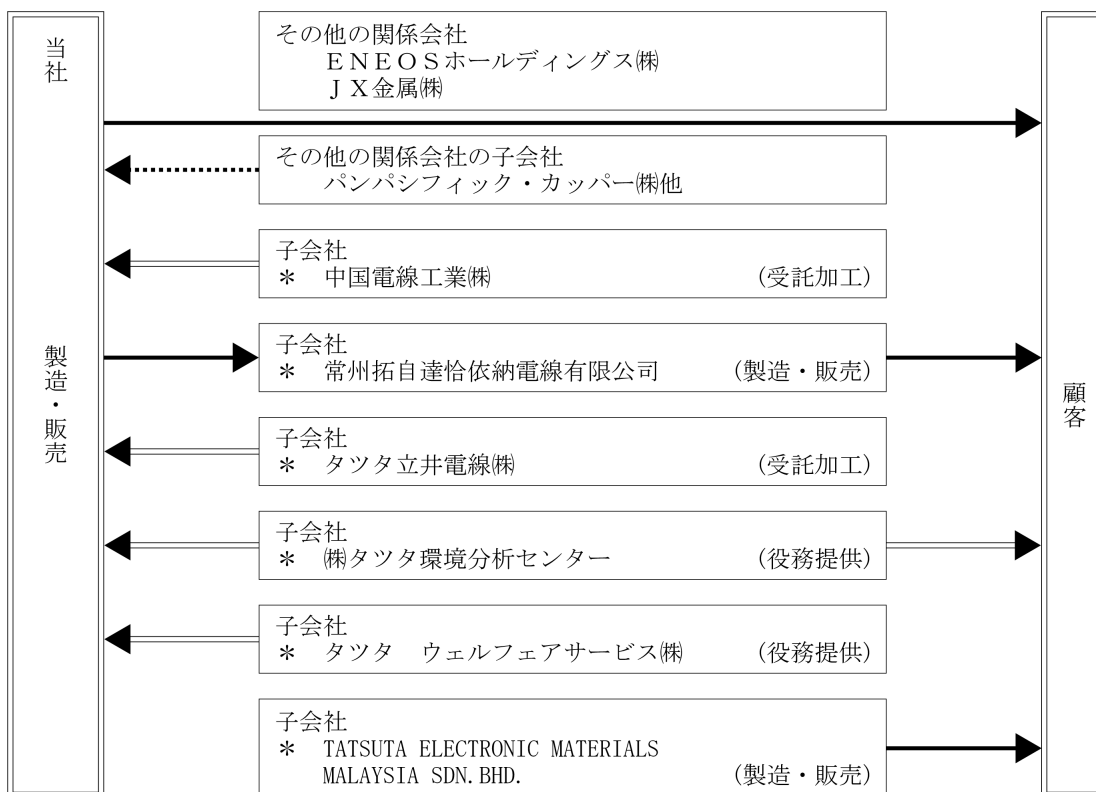 当社
製造・販売
その他の関係会社
ＥＮＥＯＳホールディングス㈱
ＪＸ金属㈱
その他の関係会社の子会社
パンパシフィック・カッパー㈱他
子会社
＊ 中国電線工業㈱ （受託加工）
子会社
＊ 常州拓自達恰依納電線有限公司 （製造・販売）
子会社
＊ タツタ立井電線㈱ （受託加工）
子会社
＊ ㈱タツタ環境分析センター （役務提供）
子会社
＊ タツタ　ウェルフェアサービス㈱ （役務提供）
子会社
＊ TATSUTA ELECTRONIC MATERIALS
MALAYSIA SDN.BHD. （製造・販売）
顧客